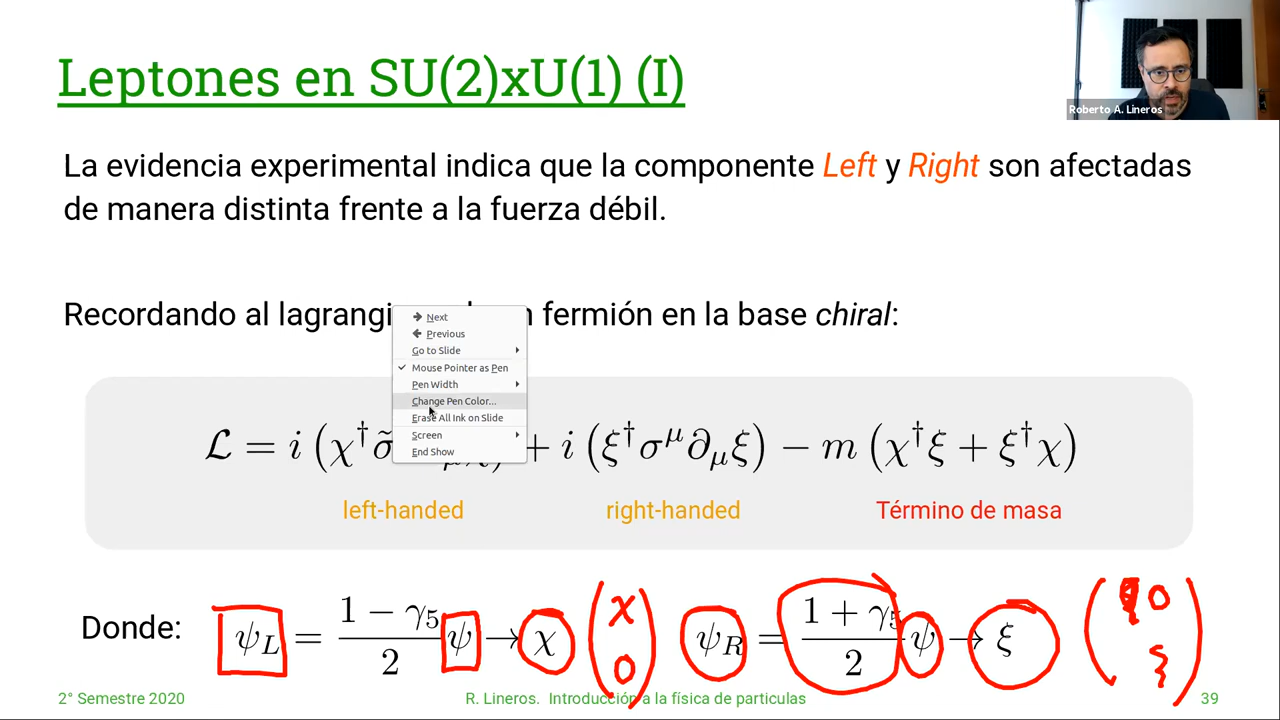 Leptones en SU(2)xU(1) (I)
Roberto A. Lineros
La evidencia experimental indica que la componente Left y Right son afectadas
de manera distinta frente a la fuerza débil.
Recordando al lagrangi n fermión en la base chiral:
Next
Previous
Go to Slide
Mouse Pointer as Pen
Pen Width
Change Pen Color...
Erase All Ink on Slide
Screen
End Show
ℒ = i (χ†σ̃ + i (ξ†σ^μ ∂_μ ξ) − m (χ†ξ + ξ†χ)
left-handed right-handed Término de masa
Donde: ψ_L = (1 − γ₅)/2 ψ → χ (χ 0) ψ_R = (1 + γ₅)/2 ψ → ξ (0 ξ)
2° Semestre 2020 R. Lineros. Introducción a la física de particulas 39